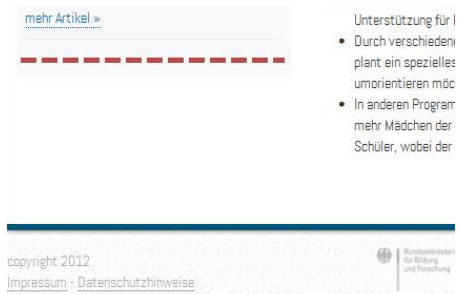 mehr Artikel »
Unterstützung für
• Durch verschiedene
plant ein spezielles
umorientieren möc
• In anderen Program
mehr Mädchen der
Schüler, wobei der
copyright 2012
Impressum - Datenschutzhinweise
Bundesministeri
für Bildung
und Forschung